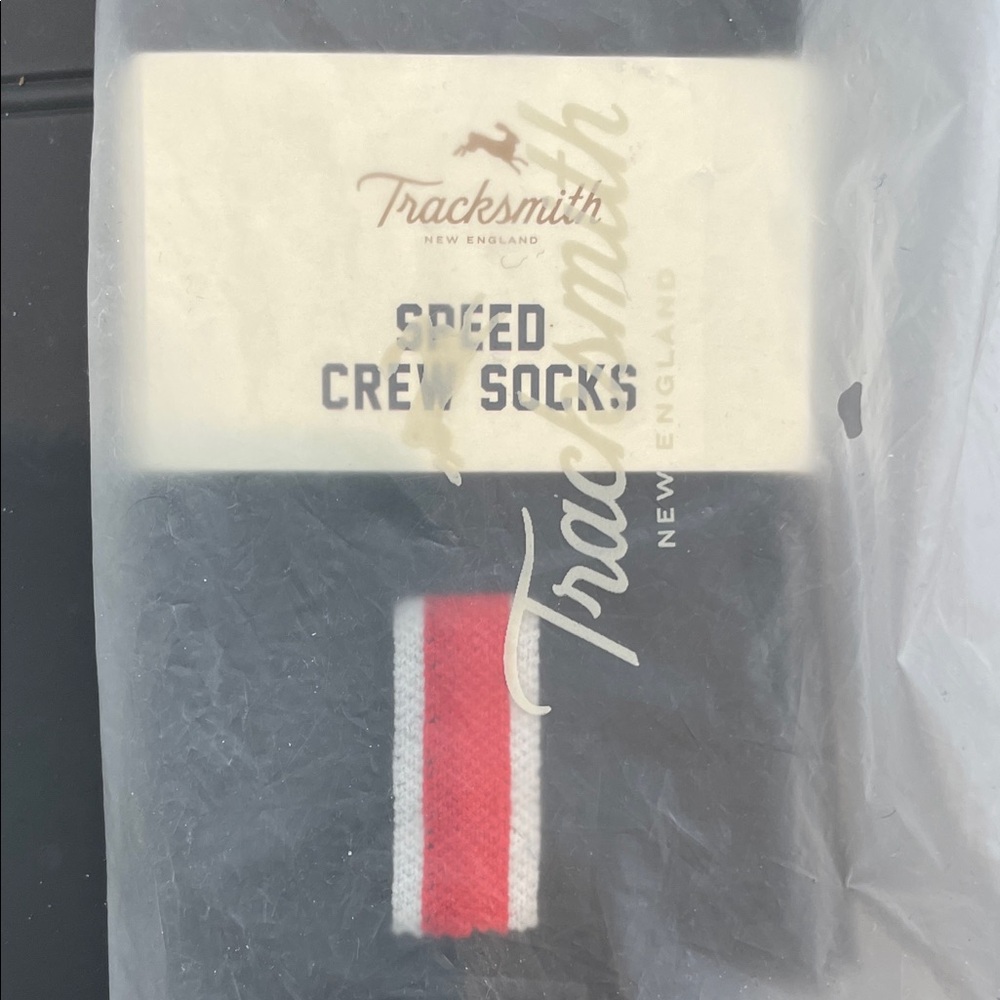 Tracksmith
NEW ENGLAND
SPEED
CREW SOCKS
Tracksmith
NEW ENGLAND